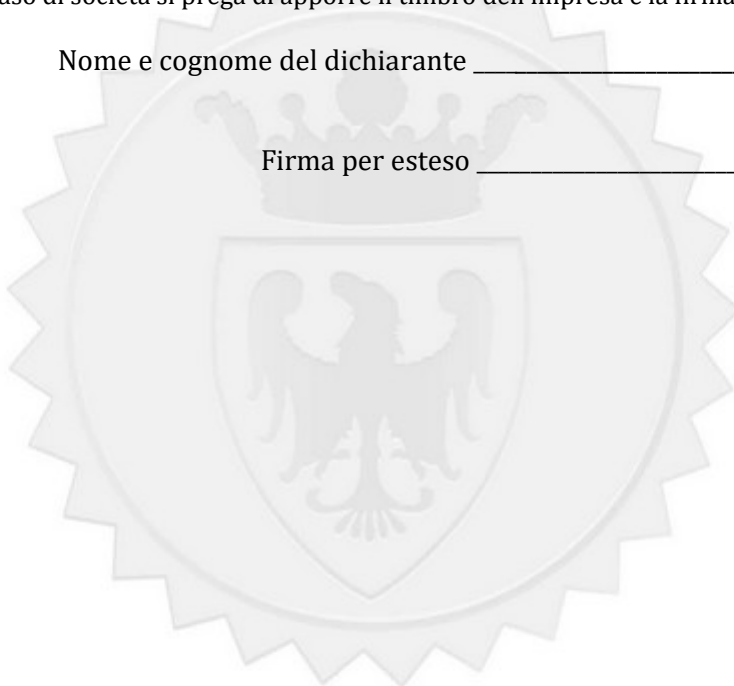 di società si prega di apporre il timbro dell'impresa e la firma
Nome e cognome del dichiarante ____________________
Firma per esteso ____________________